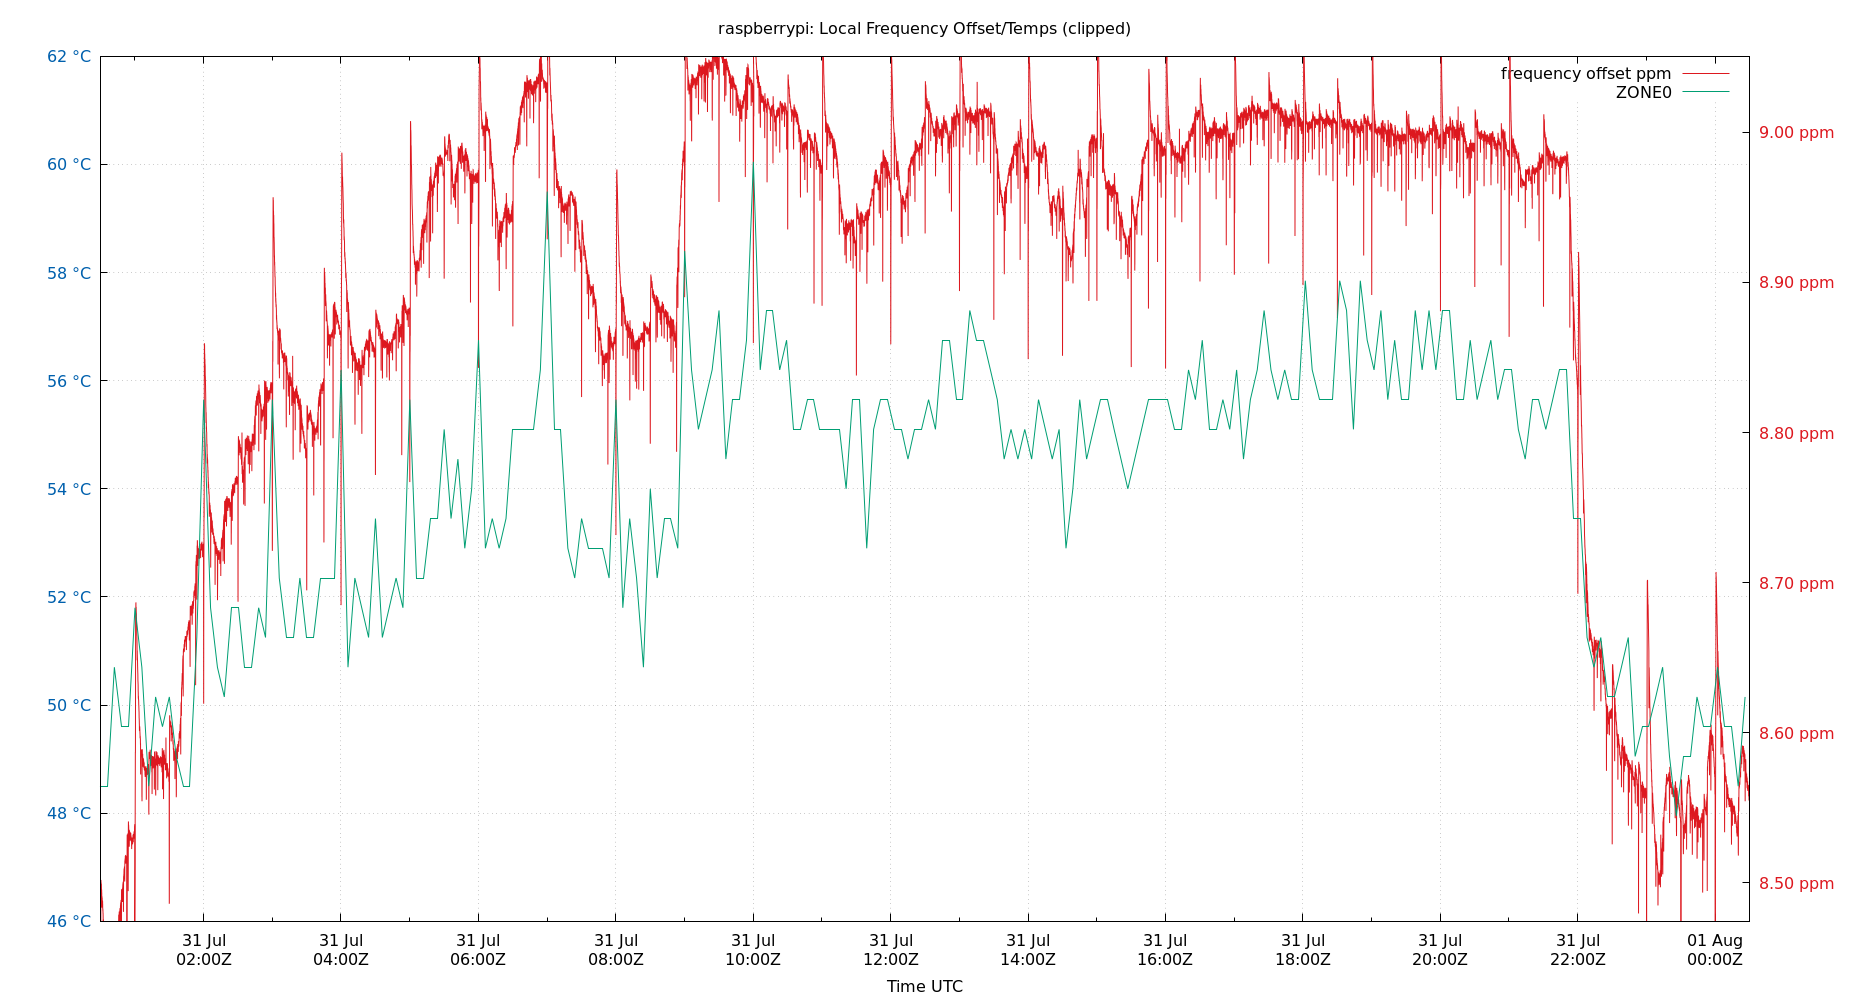 raspberrypi: Local Frequency Offset/Temps (clipped)
frequency offset ppm
ZONE0
62 °C
60 °C
58 °C
56 °C
54 °C
52 °C
50 °C
48 °C
46 °C
9.00 ppm
8.90 ppm
8.80 ppm
8.70 ppm
8.60 ppm
8.50 ppm
31 Jul 31 Jul 31 Jul 31 Jul 31 Jul 31 Jul 31 Jul 31 Jul 31 Jul 31 Jul 31 Jul 01 Aug
02:00Z 04:00Z 06:00Z 08:00Z 10:00Z 12:00Z 14:00Z 16:00Z 18:00Z 20:00Z 22:00Z 00:00Z
Time UTC